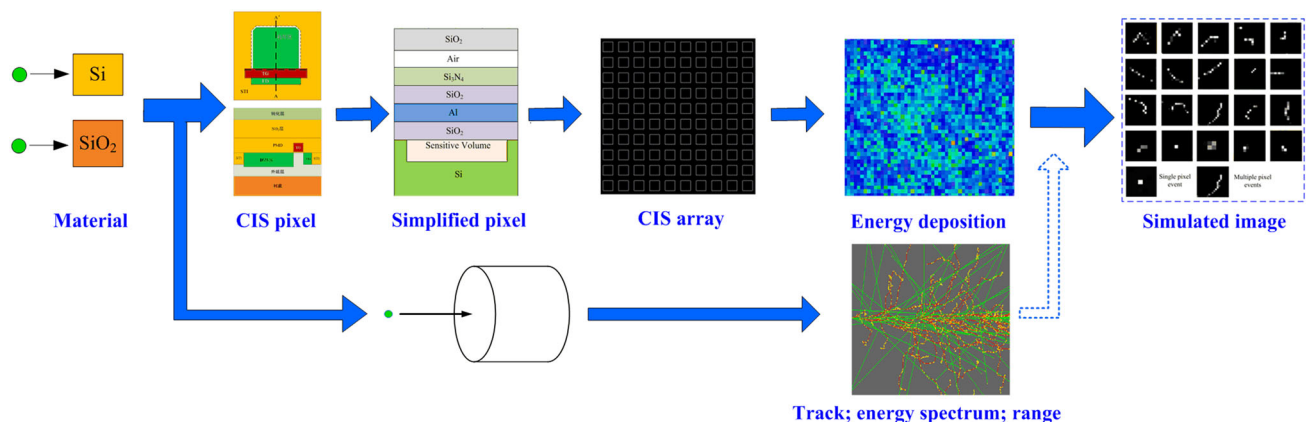 Si
SiO₂
Material
A'
STI
A
CIS pixel
SiO₂
Air
Si₃N₄
SiO₂
Al
SiO₂
Sensitive Volume
Si
Simplified pixel
CIS array
Energy deposition
Single pixel
event
Multiple pixel
events
Simulated image
Track; energy spectrum; range